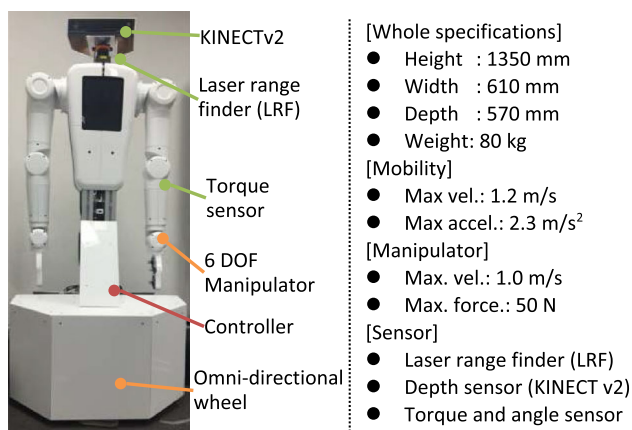 KINECTv2
Laser range
finder (LRF)
Torque
sensor
6 DOF
Manipulator
Controller
Omni-directional
wheel
[Whole specifications]
● Height : 1350 mm
● Width : 610 mm
● Depth : 570 mm
● Weight: 80 kg
[Mobility]
● Max vel.: 1.2 m/s
● Max accel.: 2.3 m/s²
[Manipulator]
● Max. vel.: 1.0 m/s
● Max. force.: 50 N
[Sensor]
● Laser range finder (LRF)
● Depth sensor (KINECT v2)
● Torque and angle sensor